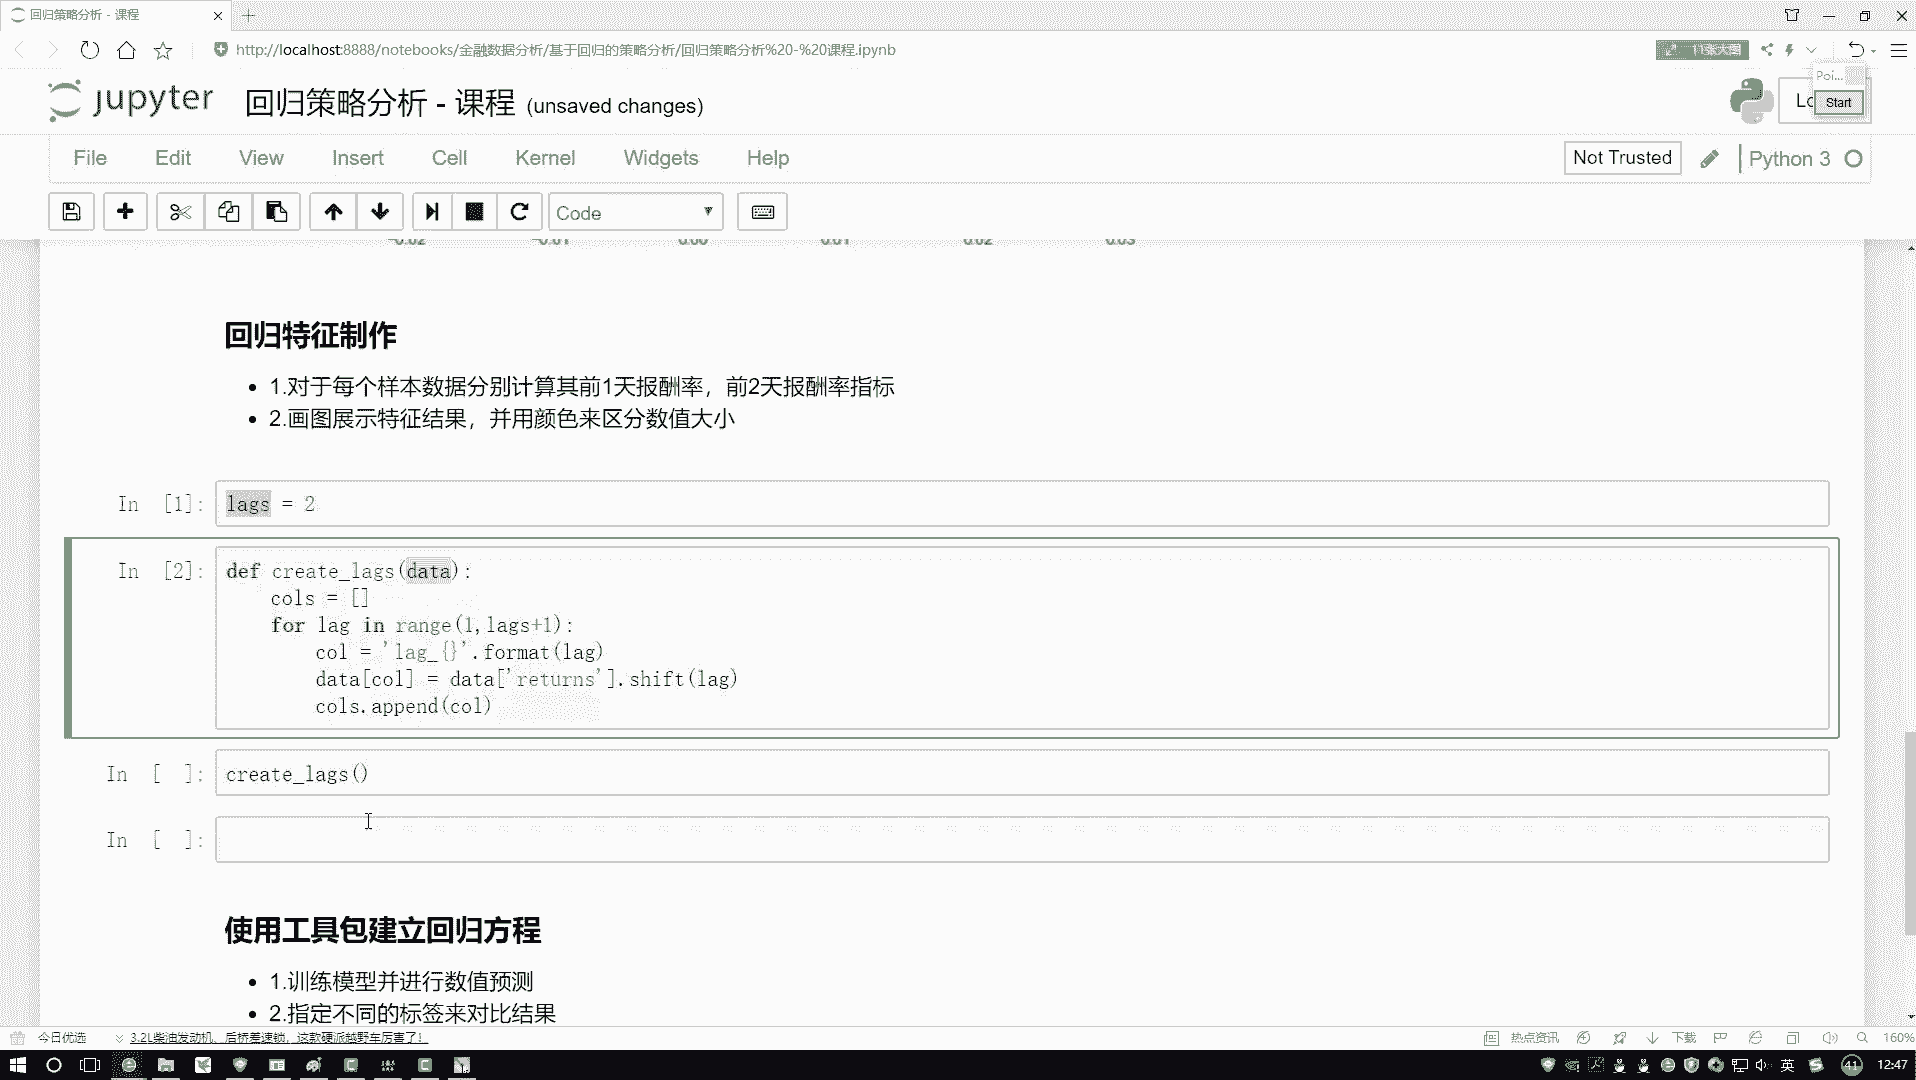 回归策略分析 - 课程
http://localhost:8888/notebooks/金融数据分析/基于回归的策略分析/回归策略分析%20-%20课程.ipynb
Poi...
Start
jupyter 回归策略分析 - 课程 (unsaved changes)
File Edit View Insert Cell Kernel Widgets Help
Not Trusted
Python 3
Code
-0.02 -0.01 0.00 0.01 0.02 0.03
回归特征制作
1.对于每个样本数据分别计算其前1天报酬率，前2天报酬率指标
2.画图展示特征结果，并用颜色来区分数值大小
In [1]: lags = 2
In [2]: def create_lags(data):
cols = []
for lag in range(1,lags+1):
col = 'lag_{}'.format(lag)
data[col] = data['returns'].shift(lag)
cols.append(col)
In [ ]: create_lags()
In [ ]:
使用工具包建立回归方程
1.训练模型并进行数值预测
2.指定不同的标签来对比结果
今日优选
3.2L柴油发动机、后桥差速锁，这款硬派越野车厉害了！
热点资讯
下载
160%
英
41
12:47